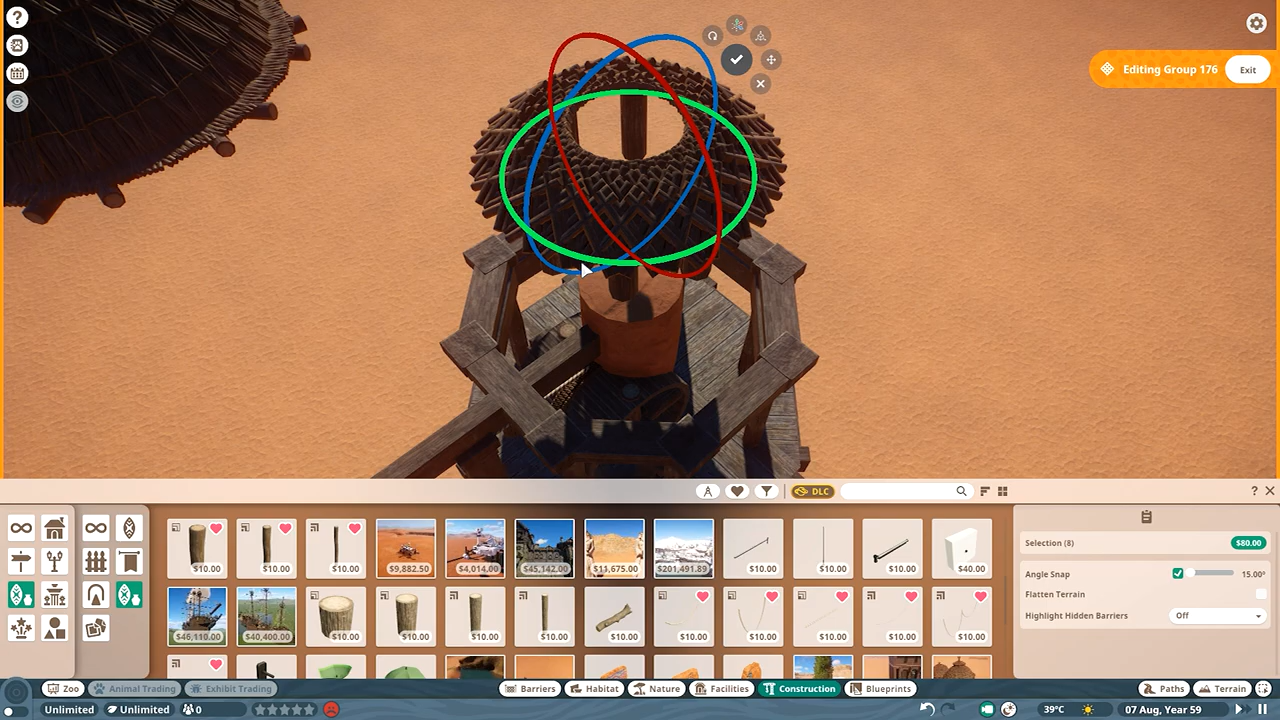 ?
Editing Group 176
Exit
DLC
? ×
$10.00 $10.00 $10.00 $9,882.50 $4,014.00 $45,142.00 $11,675.00 $201,491.89 $10.00 $10.00 $10.00 $40.00
$46,110.00 $40,400.00 $10.00 $10.00 $10.00 $10.00 $10.00 $10.00 $10.00 $10.00 $10.00 $10.00
Selection (8) $80.00
Angle Snap 15.00°
Flatten Terrain
Highlight Hidden Barriers Off
Zoo Animal Trading Exhibit Trading Barriers Habitat Nature Facilities Construction Blueprints Paths Terrain
Unlimited Unlimited 0 39°C 07 Aug, Year 59